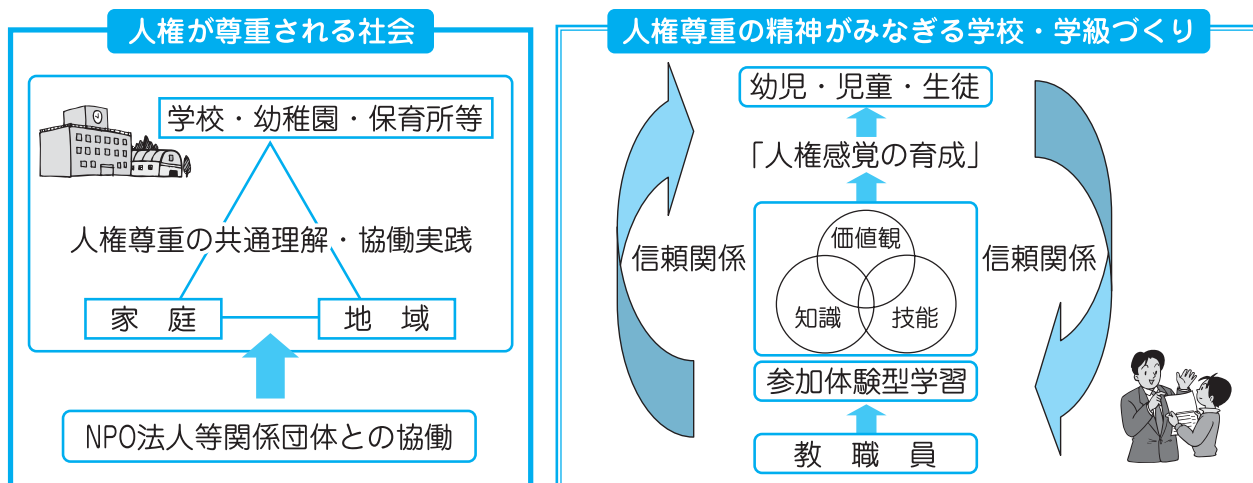 人権が尊重される社会
学校・幼稚園・保育所等
人権尊重の共通理解・協働実践
家　庭
地　域
NPO法人等関係団体との協働
人権尊重の精神がみなぎる学校・学級づくり
幼児・児童・生徒
「人権感覚の育成」
信頼関係
価値観
知識
技能
信頼関係
参加体験型学習
教　職　員